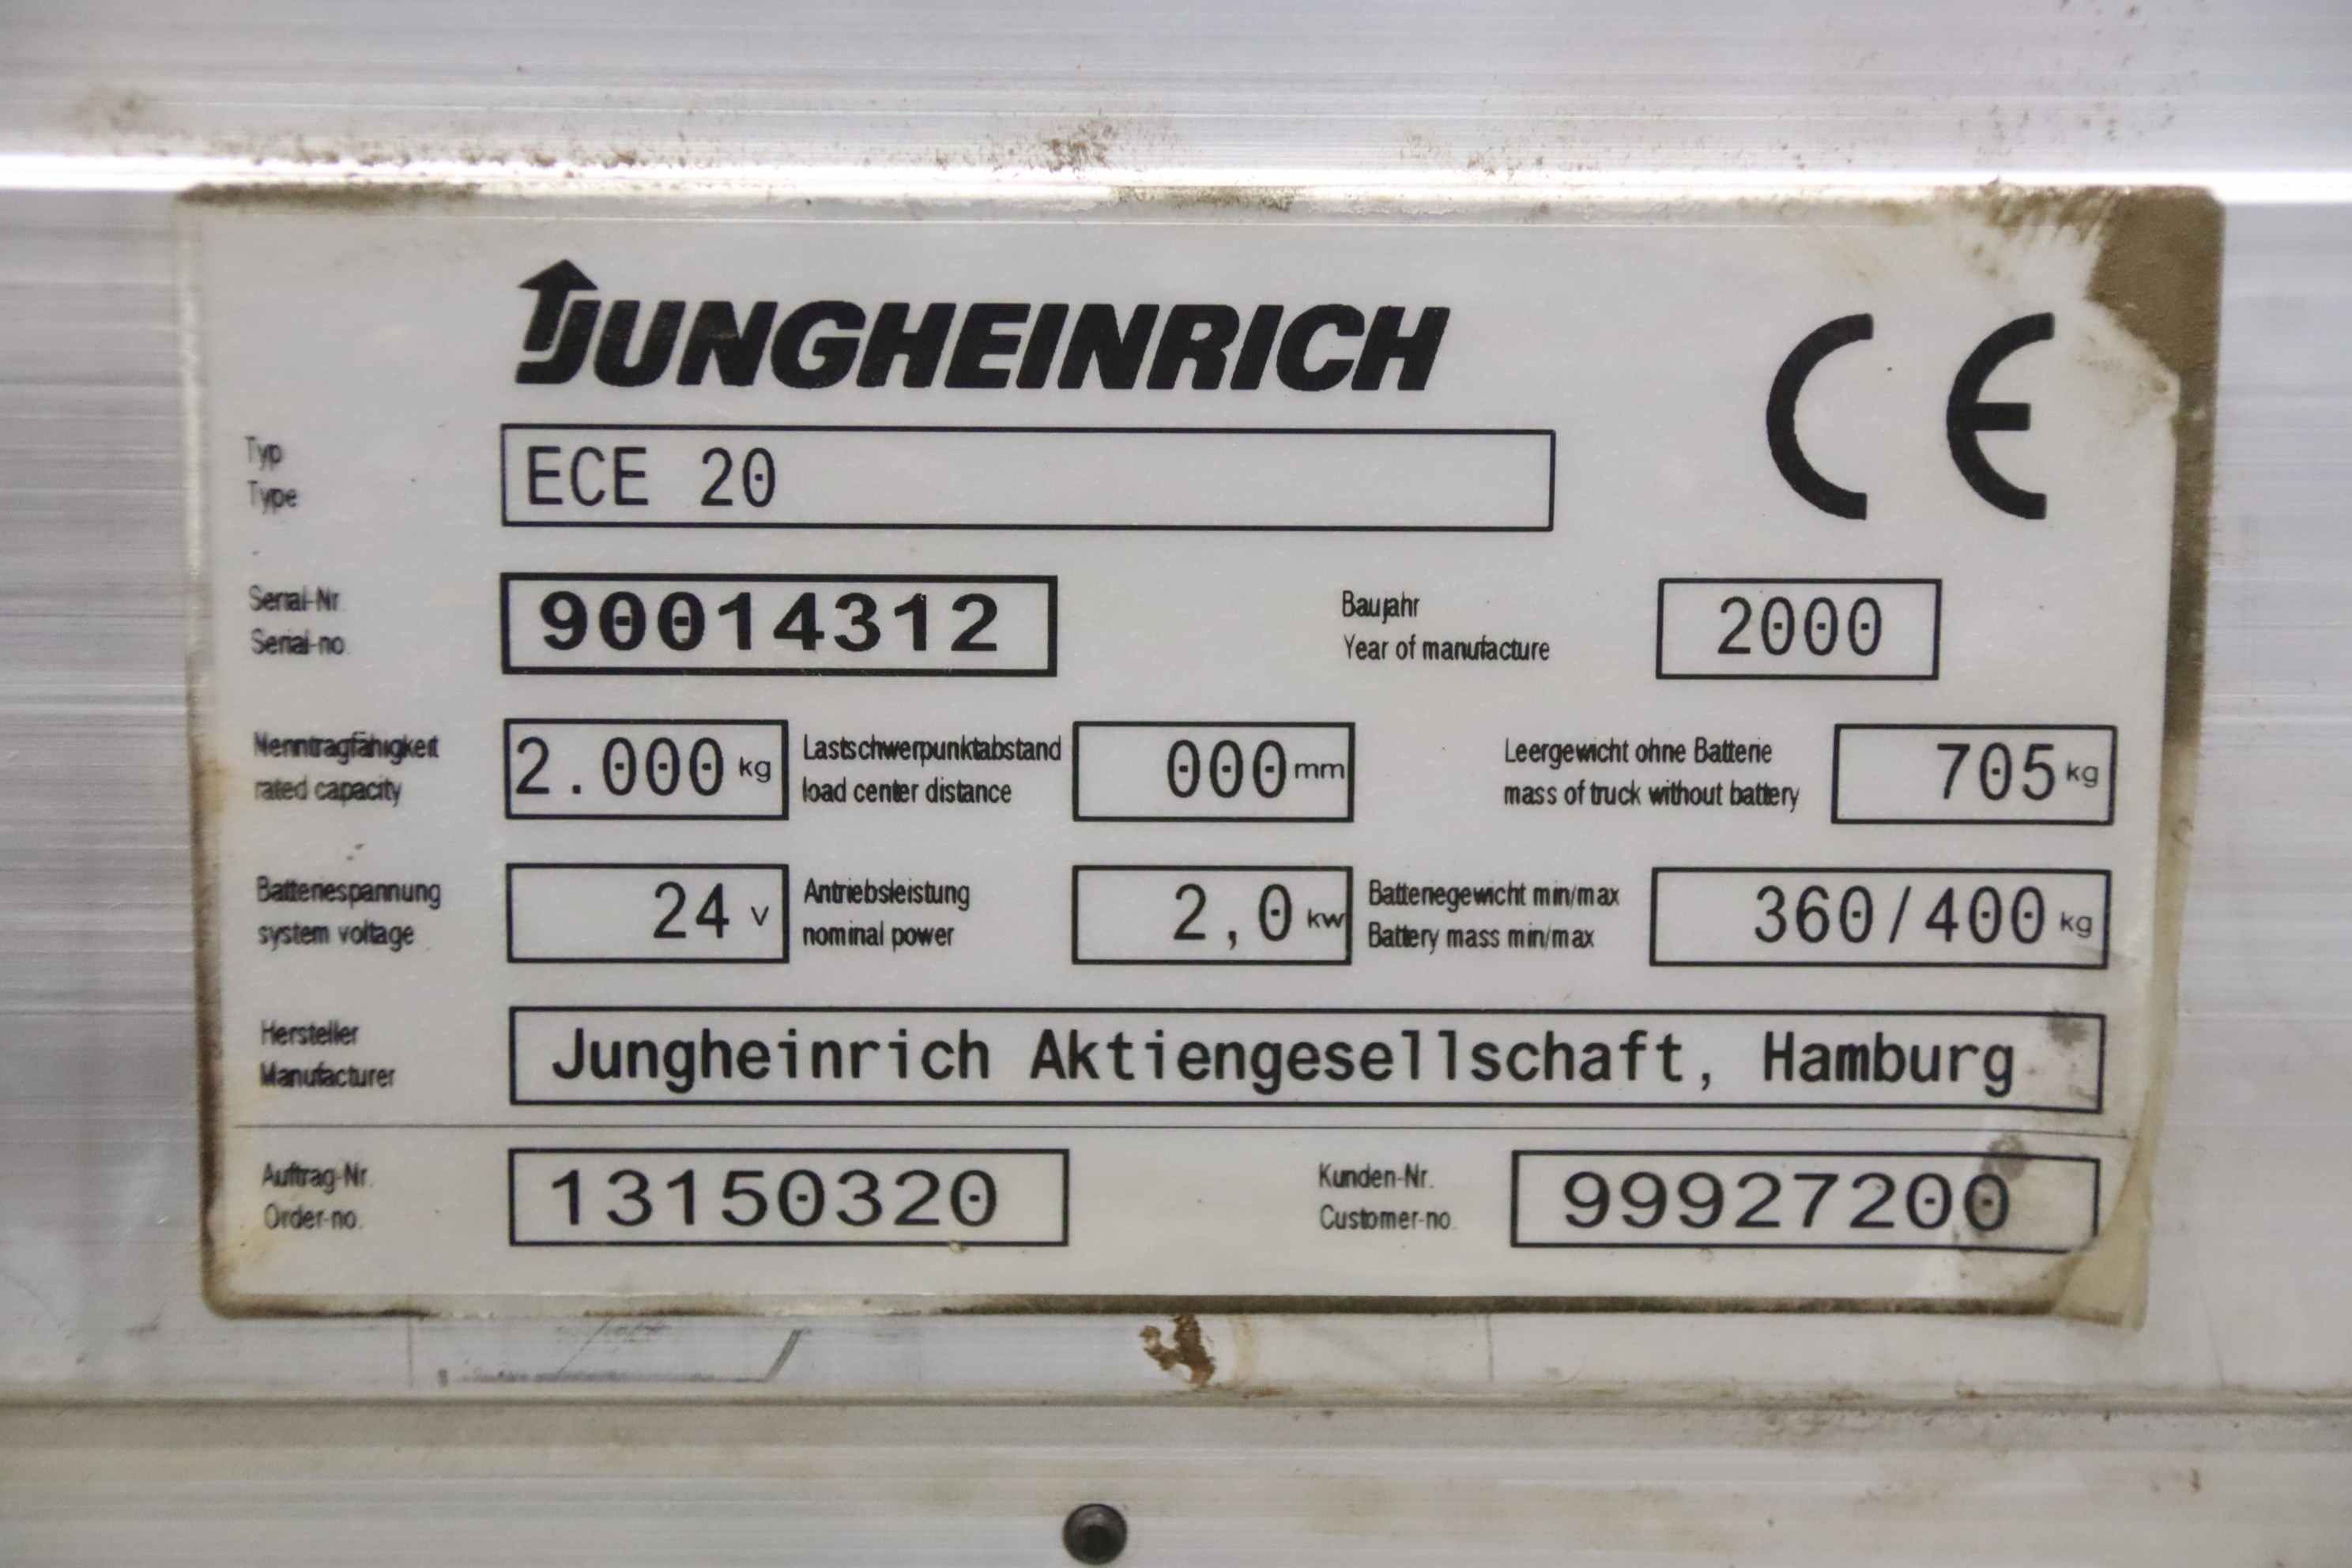 JUNGHEINRICH
CE
Typ
Type
ECE 20
Serial-Nr.
Serial-no.
90014312
Baujahr
Year of manufacture
2000
Nenntragfähigkeit
rated capacity
2.000 kg
Lastschwerpunktabstand
load center distance
000 mm
Leergewicht ohne Batterie
mass of truck without battery
705 kg
Batteriespannung
system voltage
24 V
Antriebsleistung
nominal power
2,0 kw
Batteriegewicht min/max
Battery mass min/max
360/400 kg
Hersteller
Manufacturer
Jungheinrich Aktiengesellschaft, Hamburg
Auftrag-Nr.
Order-no.
13150320
Kunden-Nr.
Customer-no.
99927200